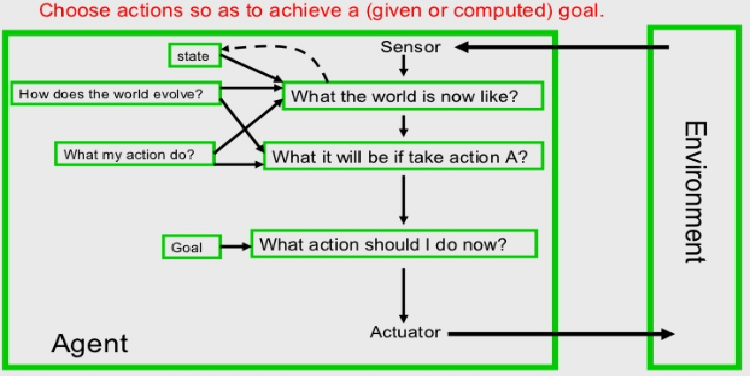 Choose actions so as to achieve a (given or computed) goal.
Sensor
state
How does the world evolve?
What the world is now like?
What my action do?
What it will be if take action A?
Goal
What action should I do now?
Actuator
Agent
Environment